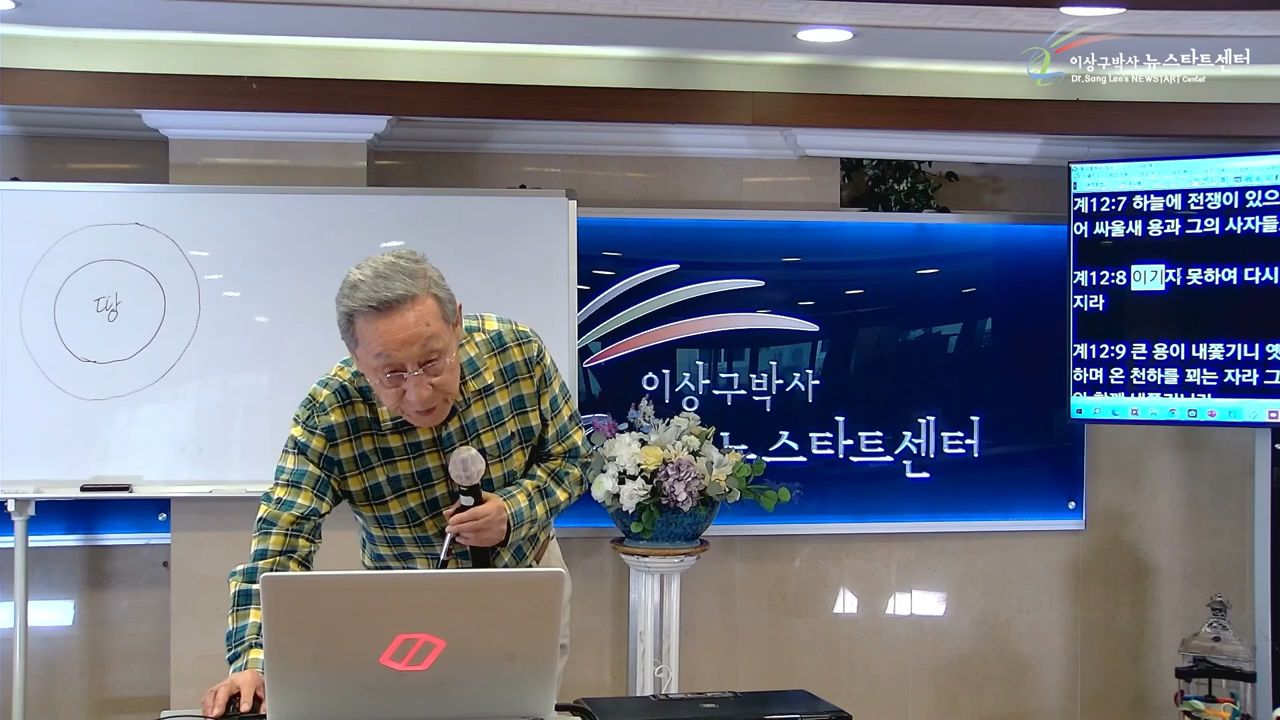 이상구박사 뉴스타트센터
Dr.Sang Lee's NEWSTART Center
땅
이상구박사
뉴스타트센터
계12:7 하늘에 전쟁이 있으
어 싸울새 용과 그의 사자들
계12:8 이기지 못하여 다시
지라
계12:9 큰 용이 내쫓기니 옛
하며 온 천하를 꾀는 자라 그